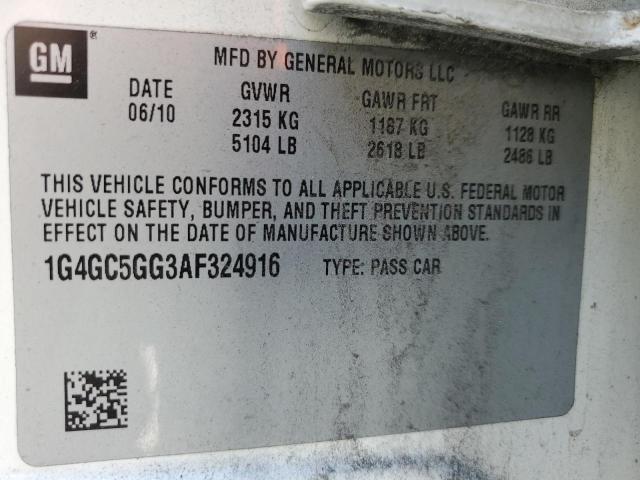 GM ®
MFD BY GENERAL MOTORS LLC
DATE GVWR GAWR FRT GAWR RR
06/10 2315 KG 1187 KG 1128 KG
5104 LB 2618 LB 2486 LB
THIS VEHICLE CONFORMS TO ALL APPLICABLE U.S. FEDERAL MOTOR
VEHICLE SAFETY, BUMPER, AND THEFT PREVENTION STANDARDS IN
EFFECT ON THE DATE OF MANUFACTURE SHOWN ABOVE.
1G4GC5GG3AF324916 TYPE: PASS CAR